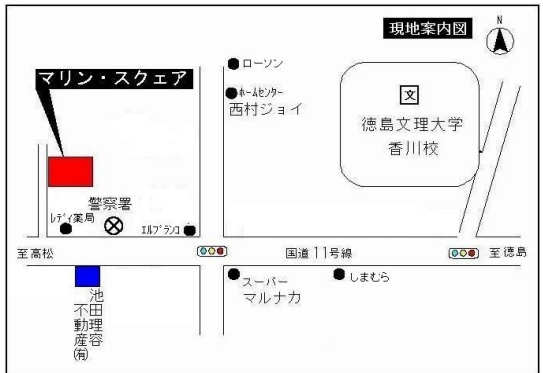 現地案内図
N
マリン・スクェア
ローソン
ホームセンター
西村ジョイ
文
徳島文理大学
香川校
警察署
レディ薬局
エルブランコ
至高松
国道11号線
至徳島
スーパー
マルナカ
しまむら
池田理容
不動産㈲